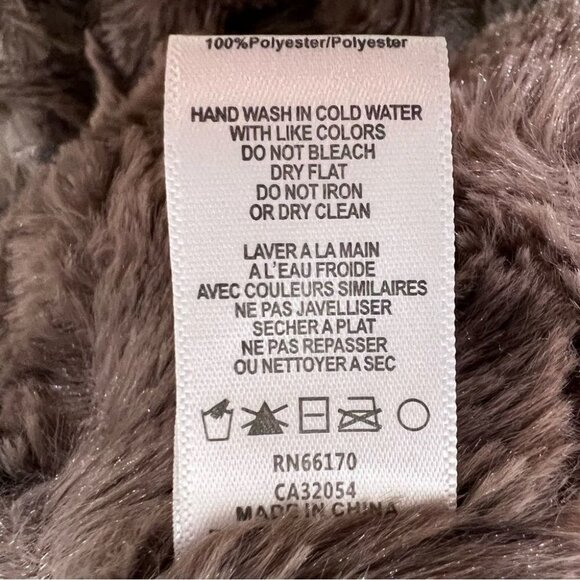 100%Polyester/Polyester
HAND WASH IN COLD WATER
WITH LIKE COLORS
DO NOT BLEACH
DRY FLAT
DO NOT IRON
OR DRY CLEAN
LAVER A LA MAIN
A L'EAU FROIDE
AVEC COULEURS SIMILAIRES
NE PAS JAVELLISER
SECHER A PLAT
NE PAS REPASSER
OU NETTOYER A SEC
RN66170
CA32054
MADE IN CHINA